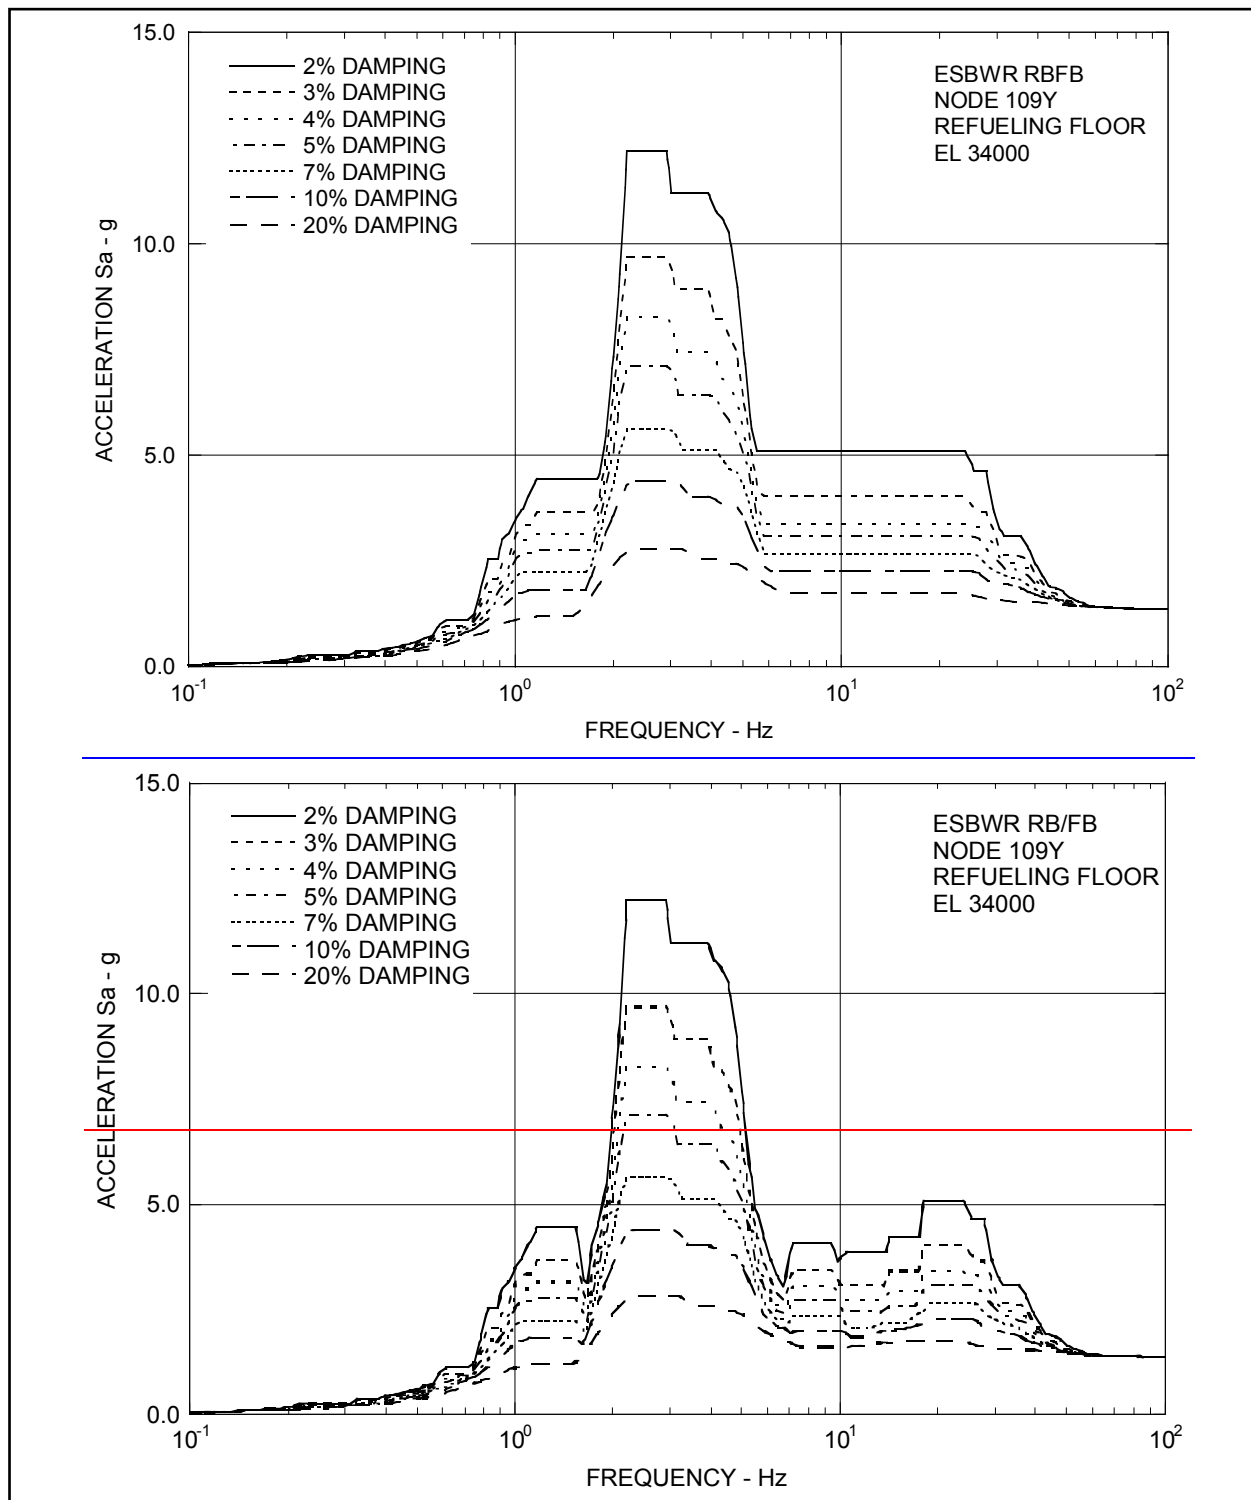 15.0
2% DAMPING
3% DAMPING
4% DAMPING
5% DAMPING
7% DAMPING
10% DAMPING
20% DAMPING
ESBWR RBFB
NODE 109Y
REFUELING FLOOR
EL 34000
10.0
ACCELERATION Sa - g
5.0
0.0
10-1
100
101
102
FREQUENCY - Hz
15.0
2% DAMPING
3% DAMPING
4% DAMPING
5% DAMPING
7% DAMPING
10% DAMPING
20% DAMPING
ESBWR RB/FB
NODE 109Y
REFUELING FLOOR
EL 34000
10.0
ACCELERATION Sa - g
5.0
0.0
10-1
100
101
102
FREQUENCY - Hz